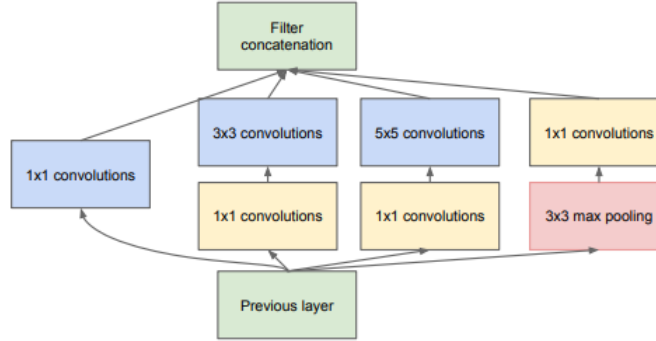 Filter
concatenation
3x3 convolutions
5x5 convolutions
1x1 convolutions
1x1 convolutions
1x1 convolutions
1x1 convolutions
3x3 max pooling
Previous layer